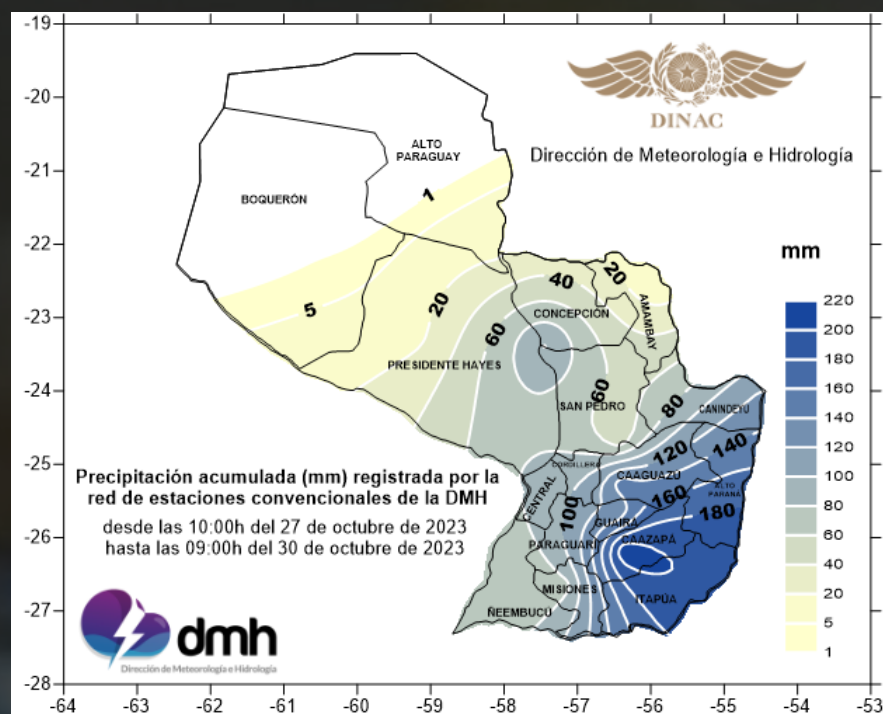 -19
-20
-21
-22
-23
-24
-25
-26
-27
-28
-64
-63
-62
-61
-60
-59
-58
-57
-56
-55
-54
-53
DINAC
Dirección de Meteorología e Hidrología
mm
220
200
180
160
140
120
100
80
60
40
20
5
1
ALTO
PARAGUAY
BOQUERÓN
1
5
20
PRESIDENTE HAYES
60
40
20
CONCEPCIÓN
AMAMBAY
60
SAN PEDRO
80
CANINDEYÚ
CORDILLERA
120
140
CAAGUAZÚ
160
ALTO
PARANÁ
180
CENTRAL
100
GUAIRA
CAAZAPÁ
PARAGUARÍ
MISIONES
ITAPÚA
ÑEEMBUCÚ
Precipitación acumulada (mm) registrada por la
red de estaciones convencionales de la DMH
desde las 10:00h del 27 de octubre de 2023
hasta las 09:00h del 30 de octubre de 2023
dmh
Dirección de Meteorología e Hidrología